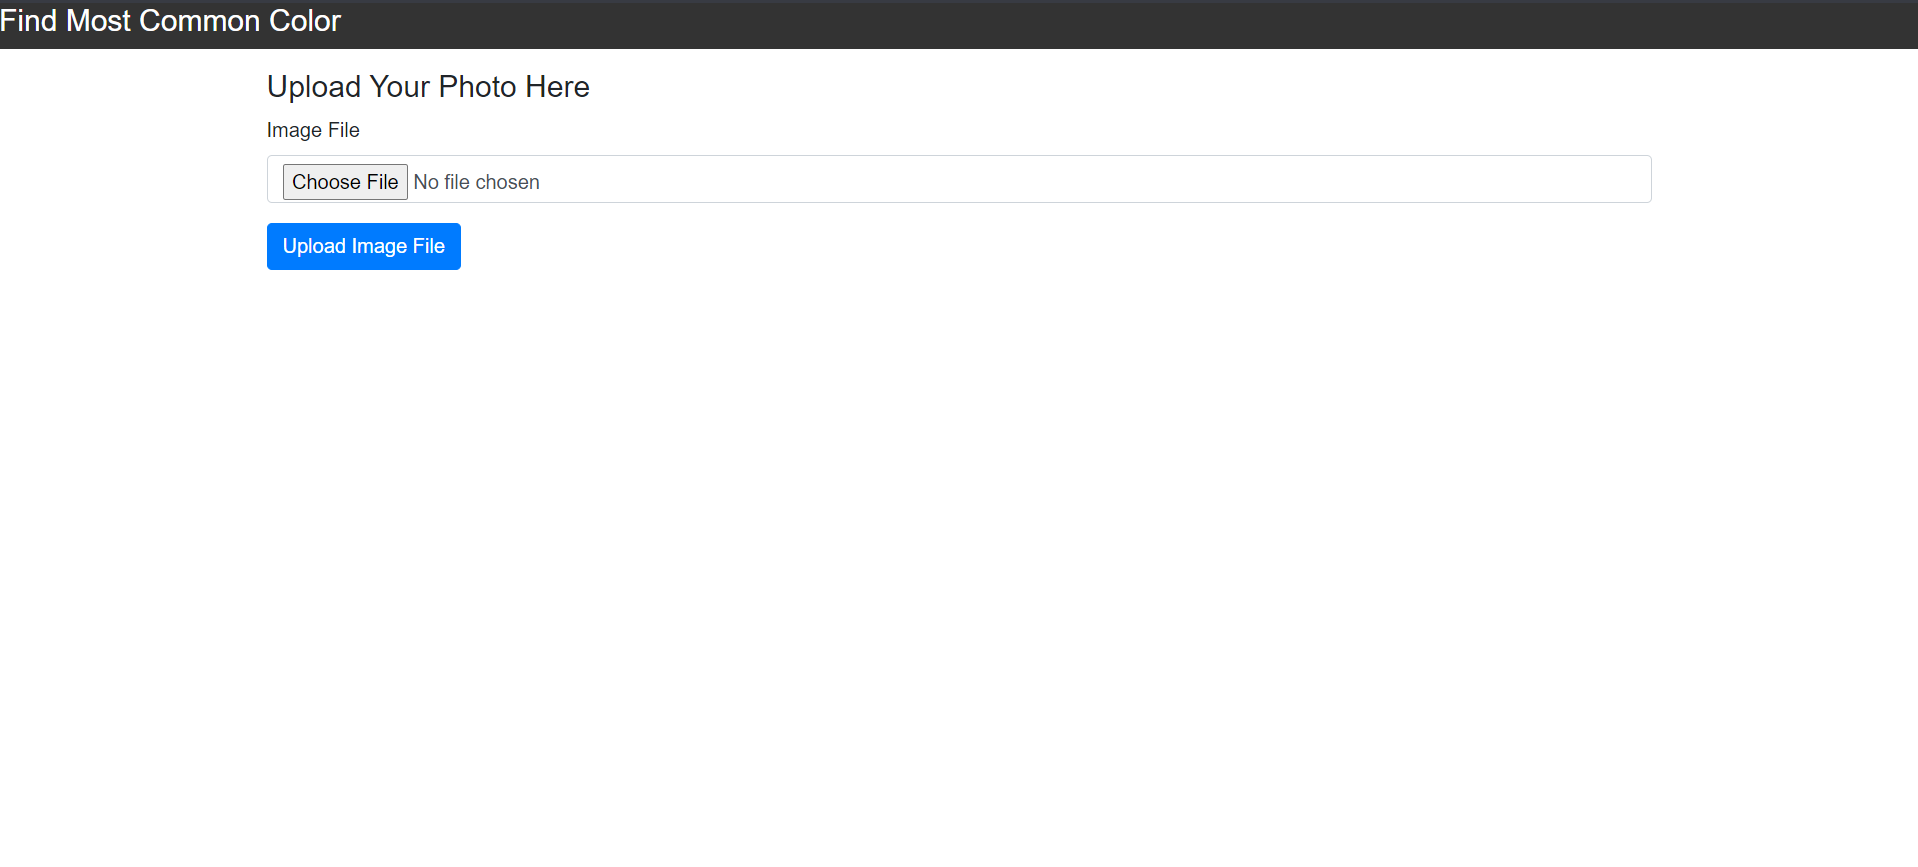 Find Most Common Color
Upload Your Photo Here
Image File
Choose File No file chosen
Upload Image File